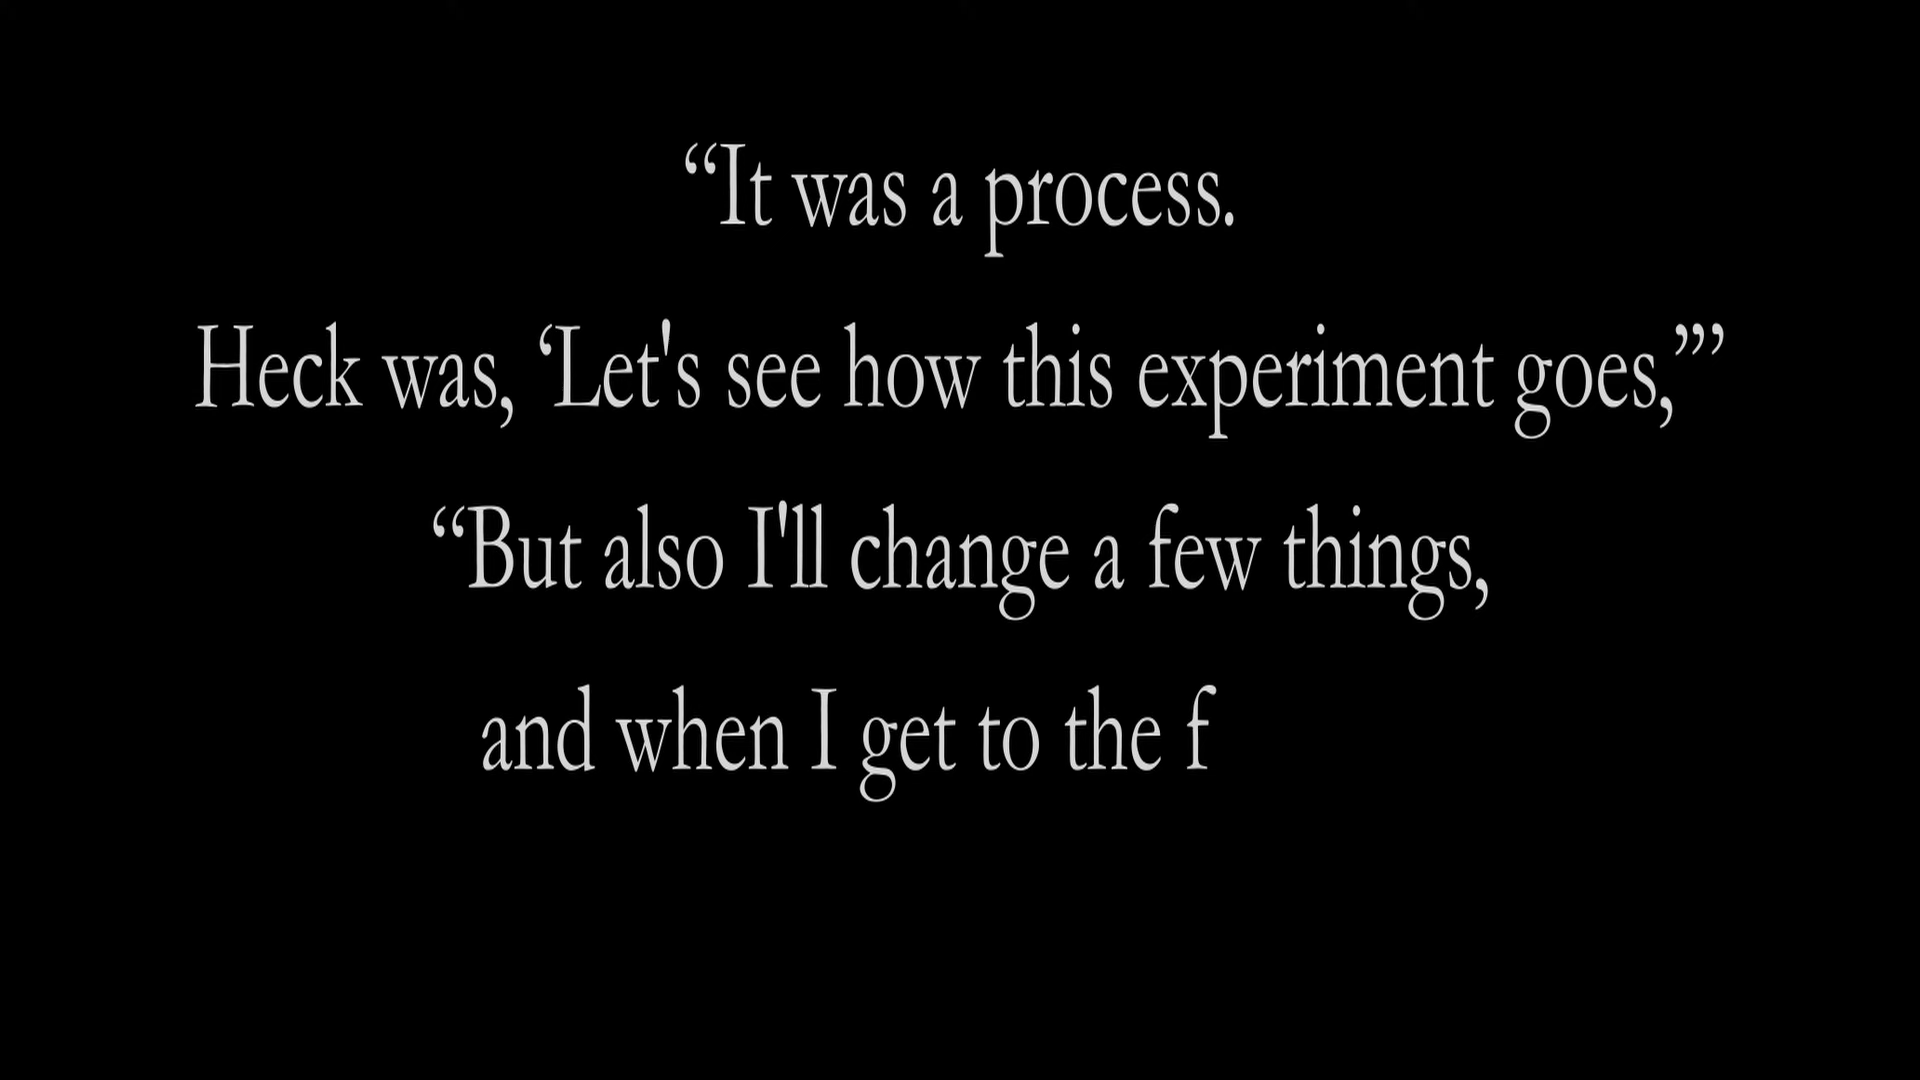 “It was a process.
Heck was, ‘Let's see how this experiment goes,’”
“But also I'll change a few things,
and when I get to the f